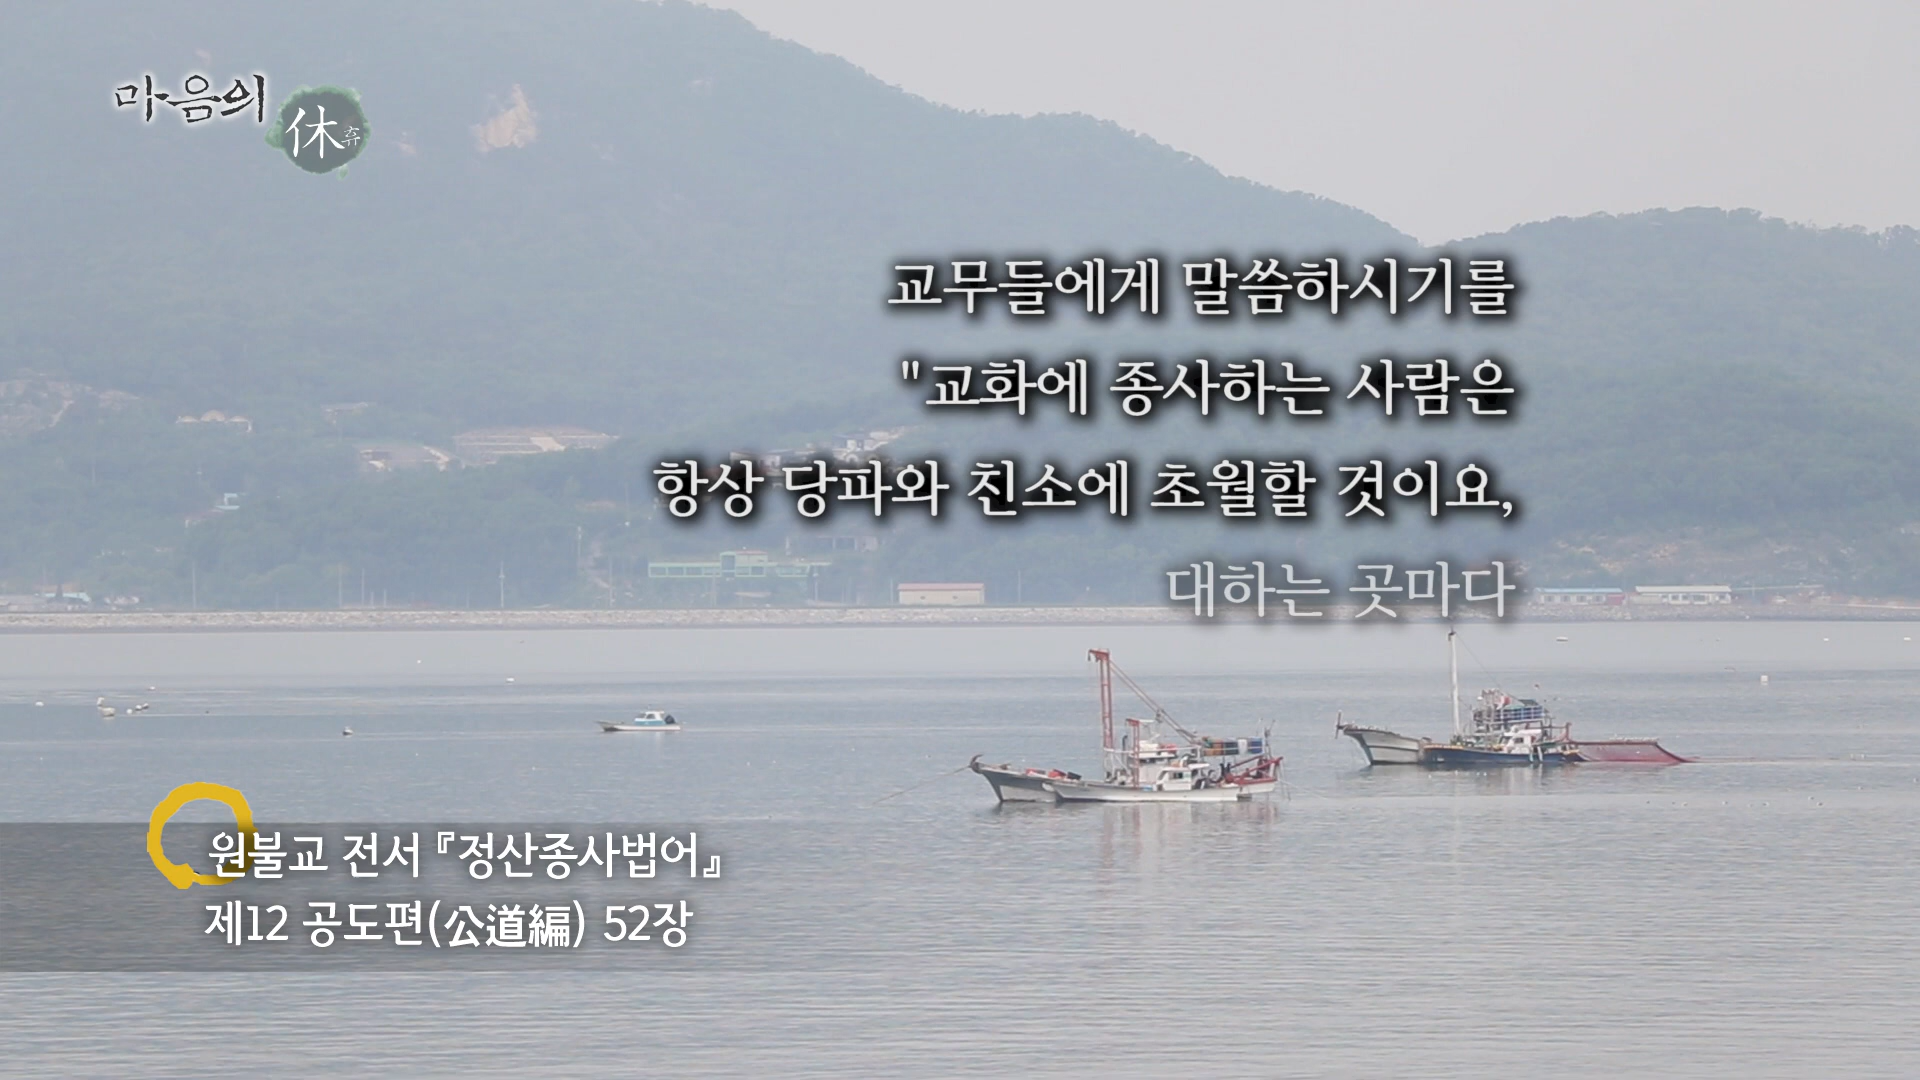 마음의 休 휴
교무들에게 말씀하시기를
"교화에 종사하는 사람은
항상 당파와 친소에 초월할 것이요,
대하는 곳마다
원불교 전서 『정산종사법어』
제12 공도편(公道編) 52장